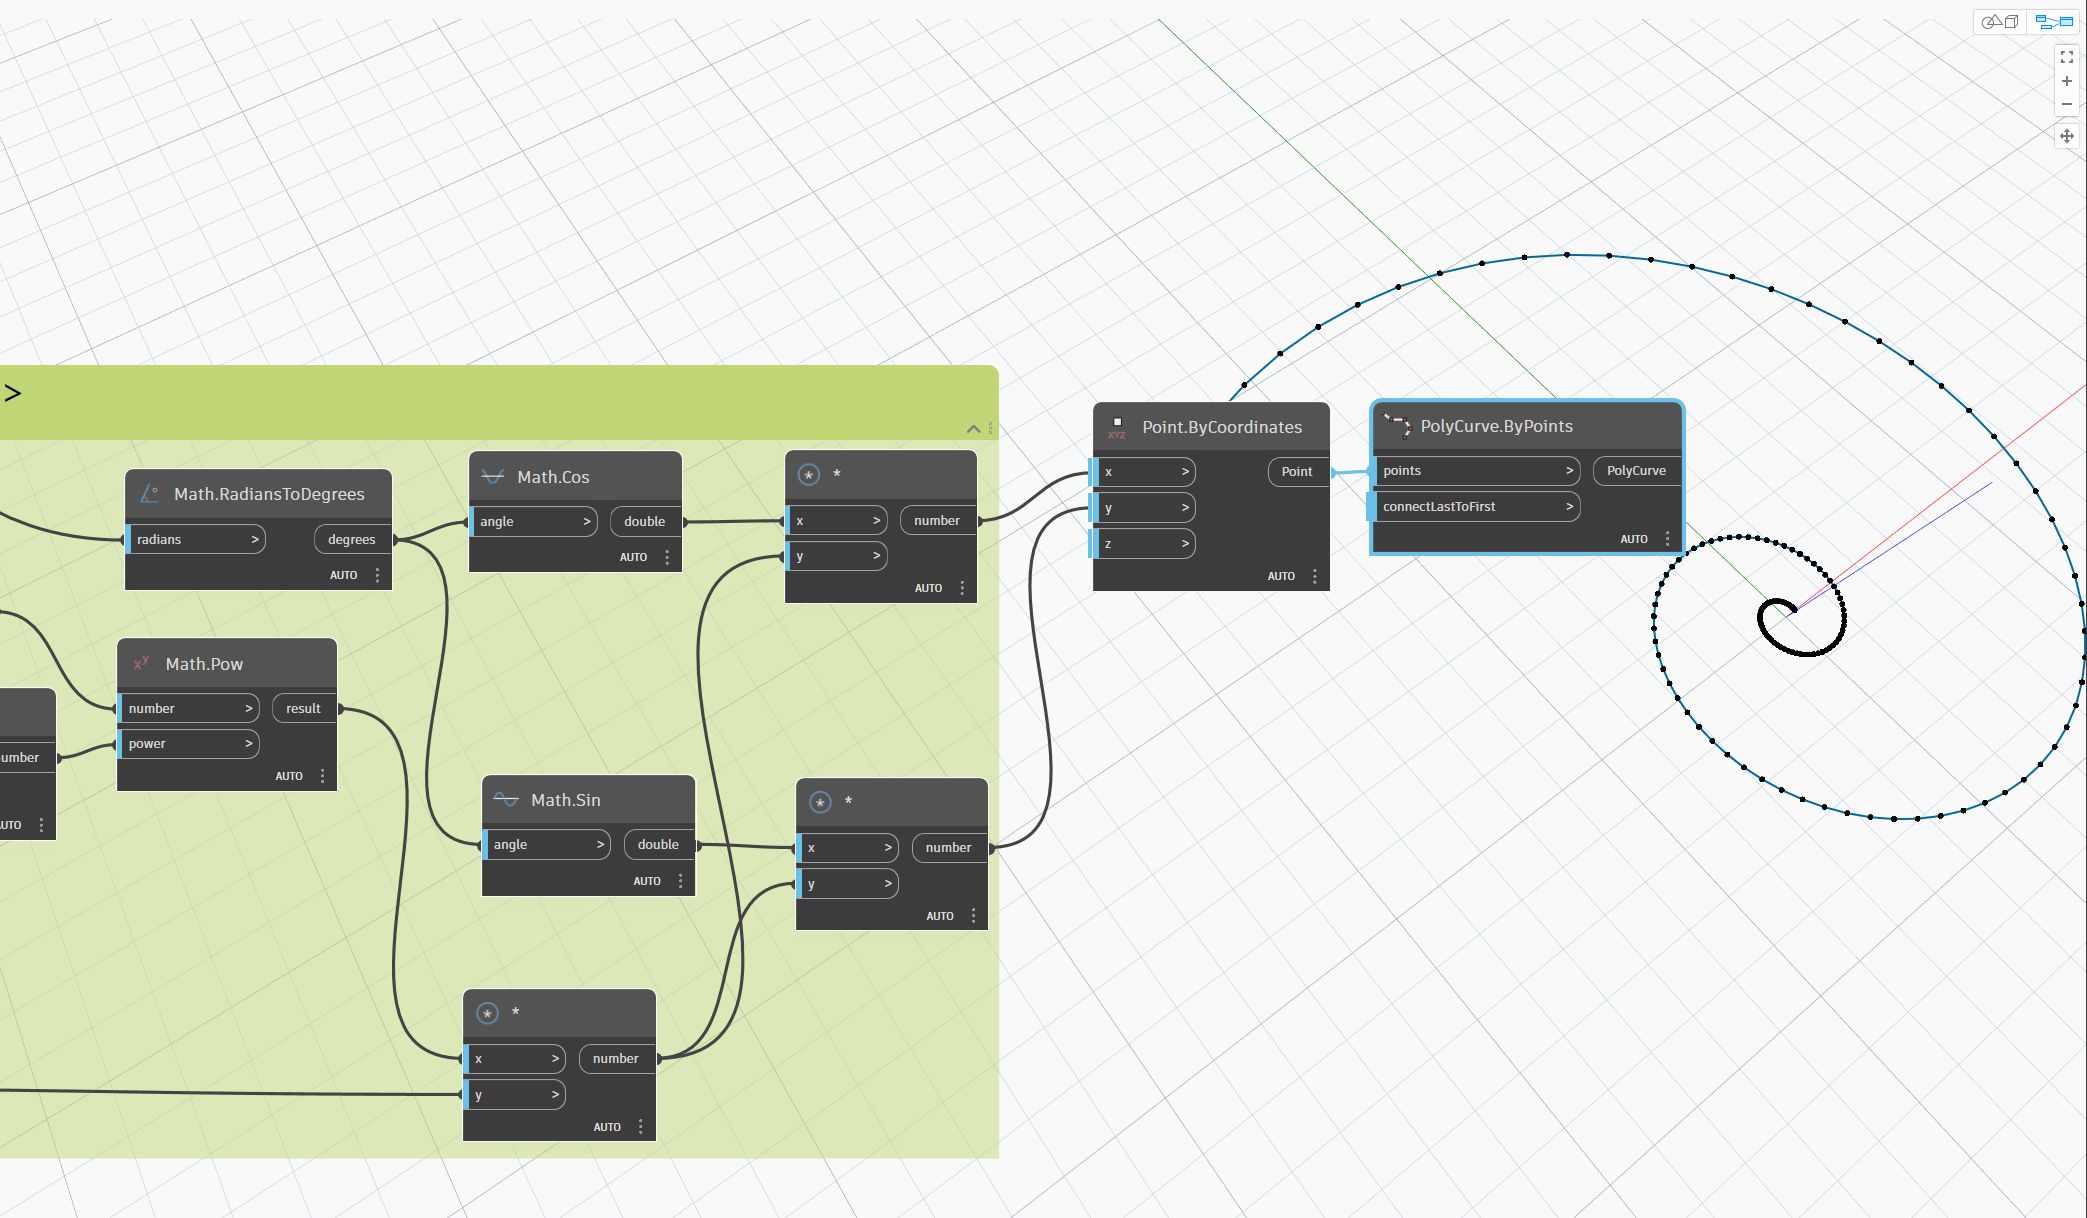 >
Math.RadiansToDegrees
radians >
degrees
AUTO
Math.Cos
angle >
double
AUTO
*
x >
number
y >
AUTO
Point.ByCoordinates
XYZ
x >
Point
y >
z >
AUTO
PolyCurve.ByPoints
points >
PolyCurve
connectLastToFirst >
AUTO
umber
UTO
xy Math.Pow
number >
result
power >
AUTO
Math.Sin
angle >
double
AUTO
*
x >
number
y >
AUTO
*
x >
number
y >
AUTO